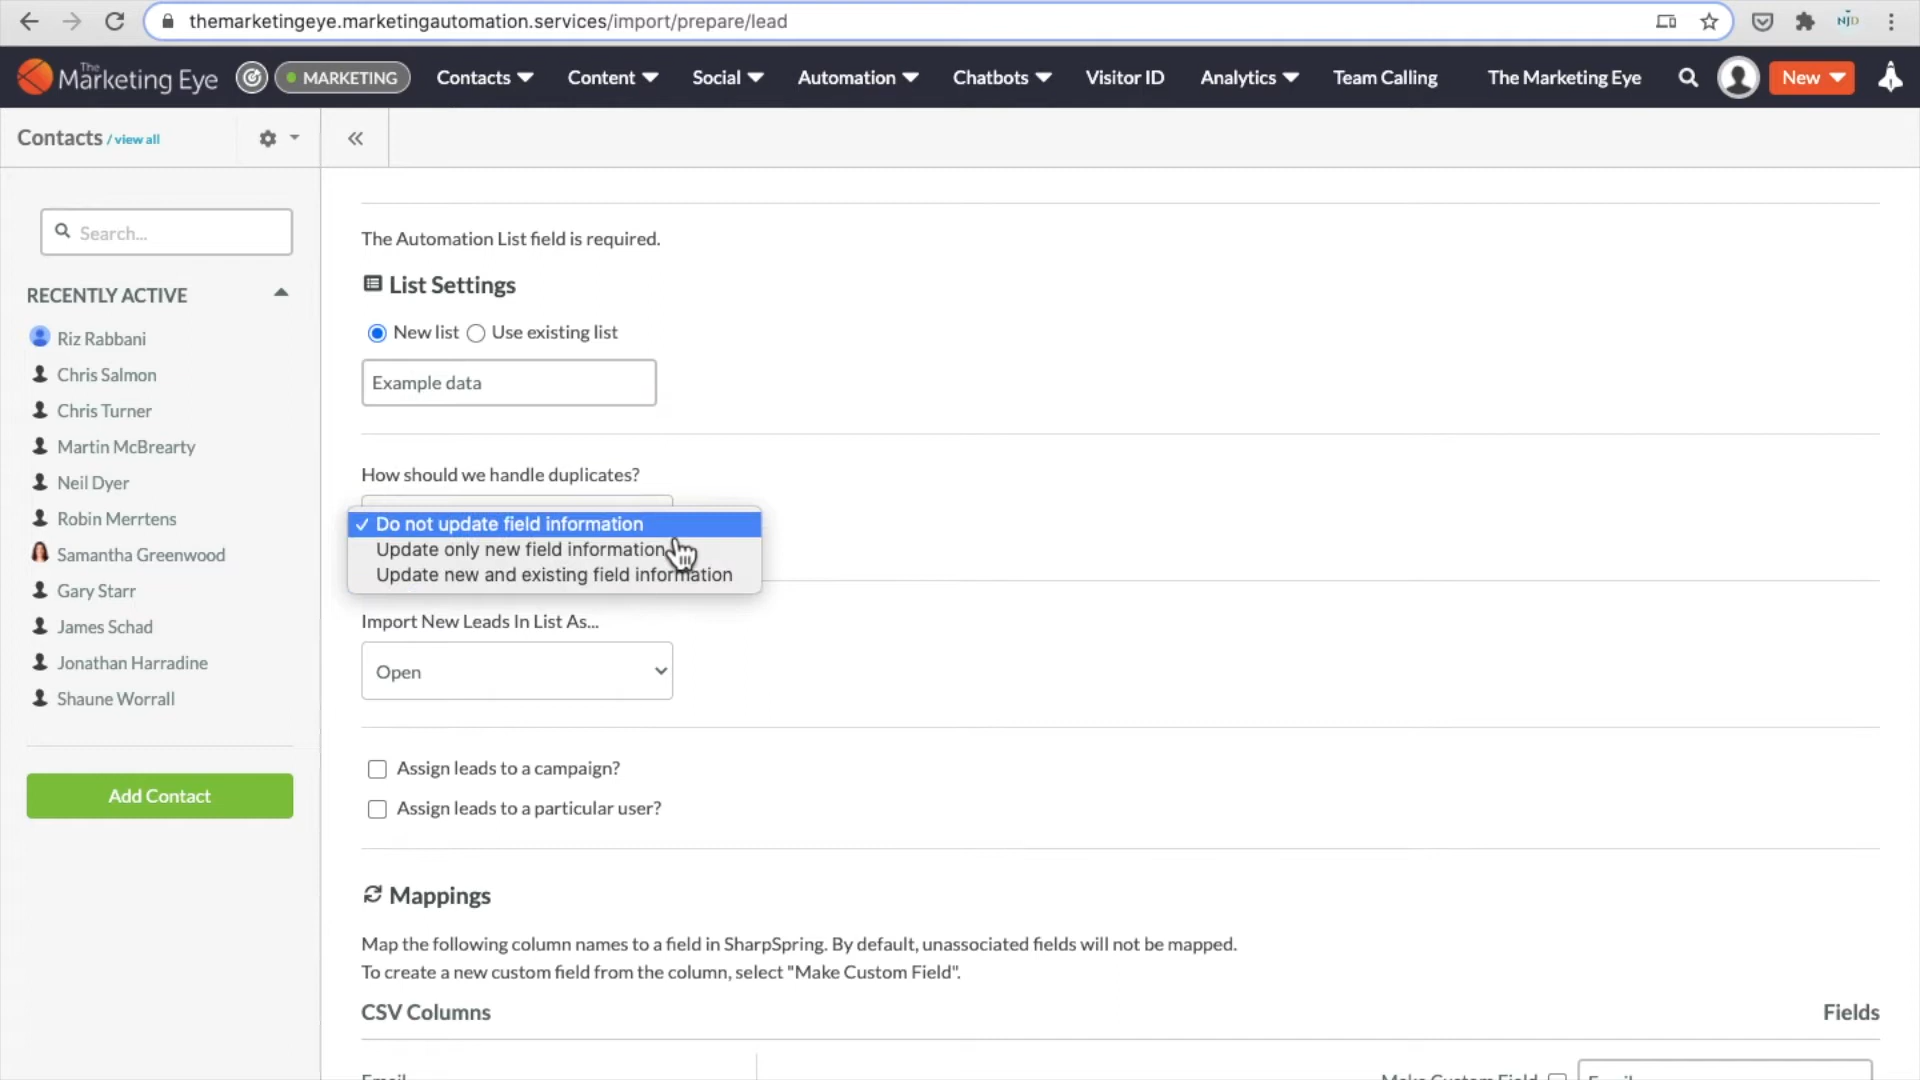 themarketingeye.marketingautomation.services/import/prepare/lead
NJD
The Marketing Eye
MARKETING
Contacts
Content
Social
Automation
Chatbots
Visitor ID
Analytics
Team Calling
The Marketing Eye
New
Contacts / view all
Search...
RECENTLY ACTIVE
Riz Rabbani
Chris Salmon
Chris Turner
Martin McBrearty
Neil Dyer
Robin Merrtens
Samantha Greenwood
Gary Starr
James Schad
Jonathan Harradine
Shaune Worrall
Add Contact
The Automation List field is required.
List Settings
New list Use existing list
Example data
How should we handle duplicates?
✓ Do not update field information
Update only new field information
Update new and existing field information
Import New Leads In List As...
Open
Assign leads to a campaign?
Assign leads to a particular user?
Mappings
Map the following column names to a field in SharpSpring. By default, unassociated fields will not be mapped.
To create a new custom field from the column, select "Make Custom Field".
CSV Columns
Fields
Email
Make Custom Field
Email